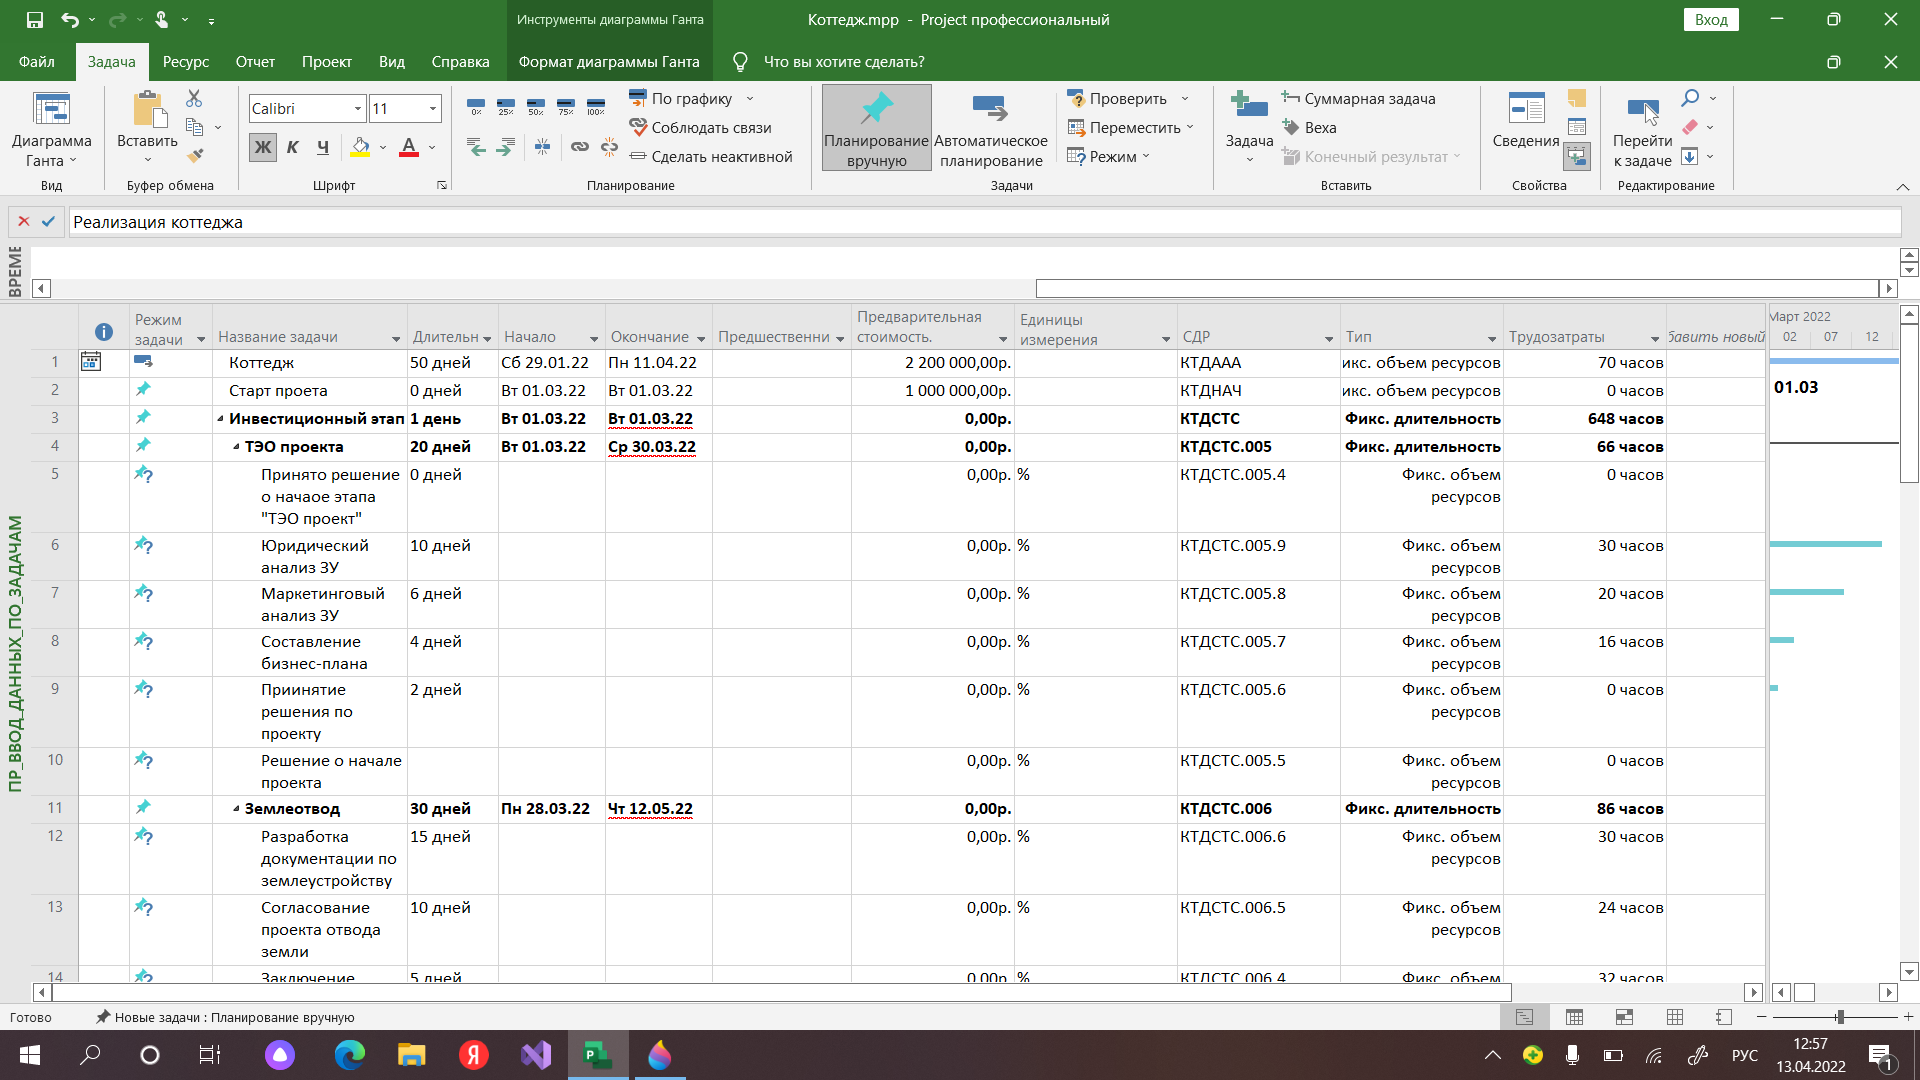 Инструменты диаграммы Ганта
Коттедж.mpp - Project профессиональный
Вход
Файл Задача Ресурс Отчет Проект Вид Справка Формат диаграммы Ганта Что вы хотите сделать?
Диаграмма Ганта
Вид
Вставить
Буфер обмена
Calibri 11
Ж К Ч А
Шрифт
0% 25% 50% 75% 100%
По графику
Соблюдать связи
Сделать неактивной
Планирование
Планирование вручную
Автоматическое планирование
Проверить
Переместить
Режим
Задачи
Задача
Суммарная задача
Веха
Конечный результат
Вставить
Сведения
Свойства
Перейти к задаче
Редактирование
Реализация коттеджа
ВРЕМЕ
ПР_ВВОД_ДАННЫХ_ПО_ЗАДАЧАМ
Режим задачи Название задачи Длительн Начало Окончание Предшественни Предварительная стоимость. Единицы измерения СДР Тип Трудозатраты бавить новый
Март 2022
02 07 12
1 Коттедж 50 дней Сб 29.01.22 Пн 11.04.22 2 200 000,00р. КТДААА икс. объем ресурсов 70 часов
2 Старт проета 0 дней Вт 01.03.22 Вт 01.03.22 1 000 000,00р. КТДНАЧ икс. объем ресурсов 0 часов
01.03
3 Инвестиционный этап 1 день Вт 01.03.22 Вт 01.03.22 0,00р. КТДСТС Фикс. длительность 648 часов
4 ТЭО проекта 20 дней Вт 01.03.22 Ср 30.03.22 0,00р. КТДСТС.005 Фикс. длительность 66 часов
5 Принято решение о начаое этапа "ТЭО проект" 0 дней 0,00р. % КТДСТС.005.4 Фикс. объем ресурсов 0 часов
6 Юридический анализ ЗУ 10 дней 0,00р. % КТДСТС.005.9 Фикс. объем ресурсов 30 часов
7 Маркетинговый анализ ЗУ 6 дней 0,00р. % КТДСТС.005.8 Фикс. объем ресурсов 20 часов
8 Составление бизнес-плана 4 дней 0,00р. % КТДСТС.005.7 Фикс. объем ресурсов 16 часов
9 Приинятие решения по проекту 2 дней 0,00р. % КТДСТС.005.6 Фикс. объем ресурсов 0 часов
10 Решение о начале проекта 0,00р. % КТДСТС.005.5 Фикс. объем ресурсов 0 часов
11 Землеотвод 30 дней Пн 28.03.22 Чт 12.05.22 0,00р. КТДСТС.006 Фикс. длительность 86 часов
12 Разработка документации по землеустройству 15 дней 0,00р. % КТДСТС.006.6 Фикс. объем ресурсов 30 часов
13 Согласование проекта отвода земли 10 дней 0,00р. % КТДСТС.006.5 Фикс. объем ресурсов 24 часов
14 Заключение 5 дней 0,00р. % КТДСТС.006.4 Фикс. объем 32 часов
Готово Новые задачи : Планирование вручную
РУС
12:57
13.04.2022
1